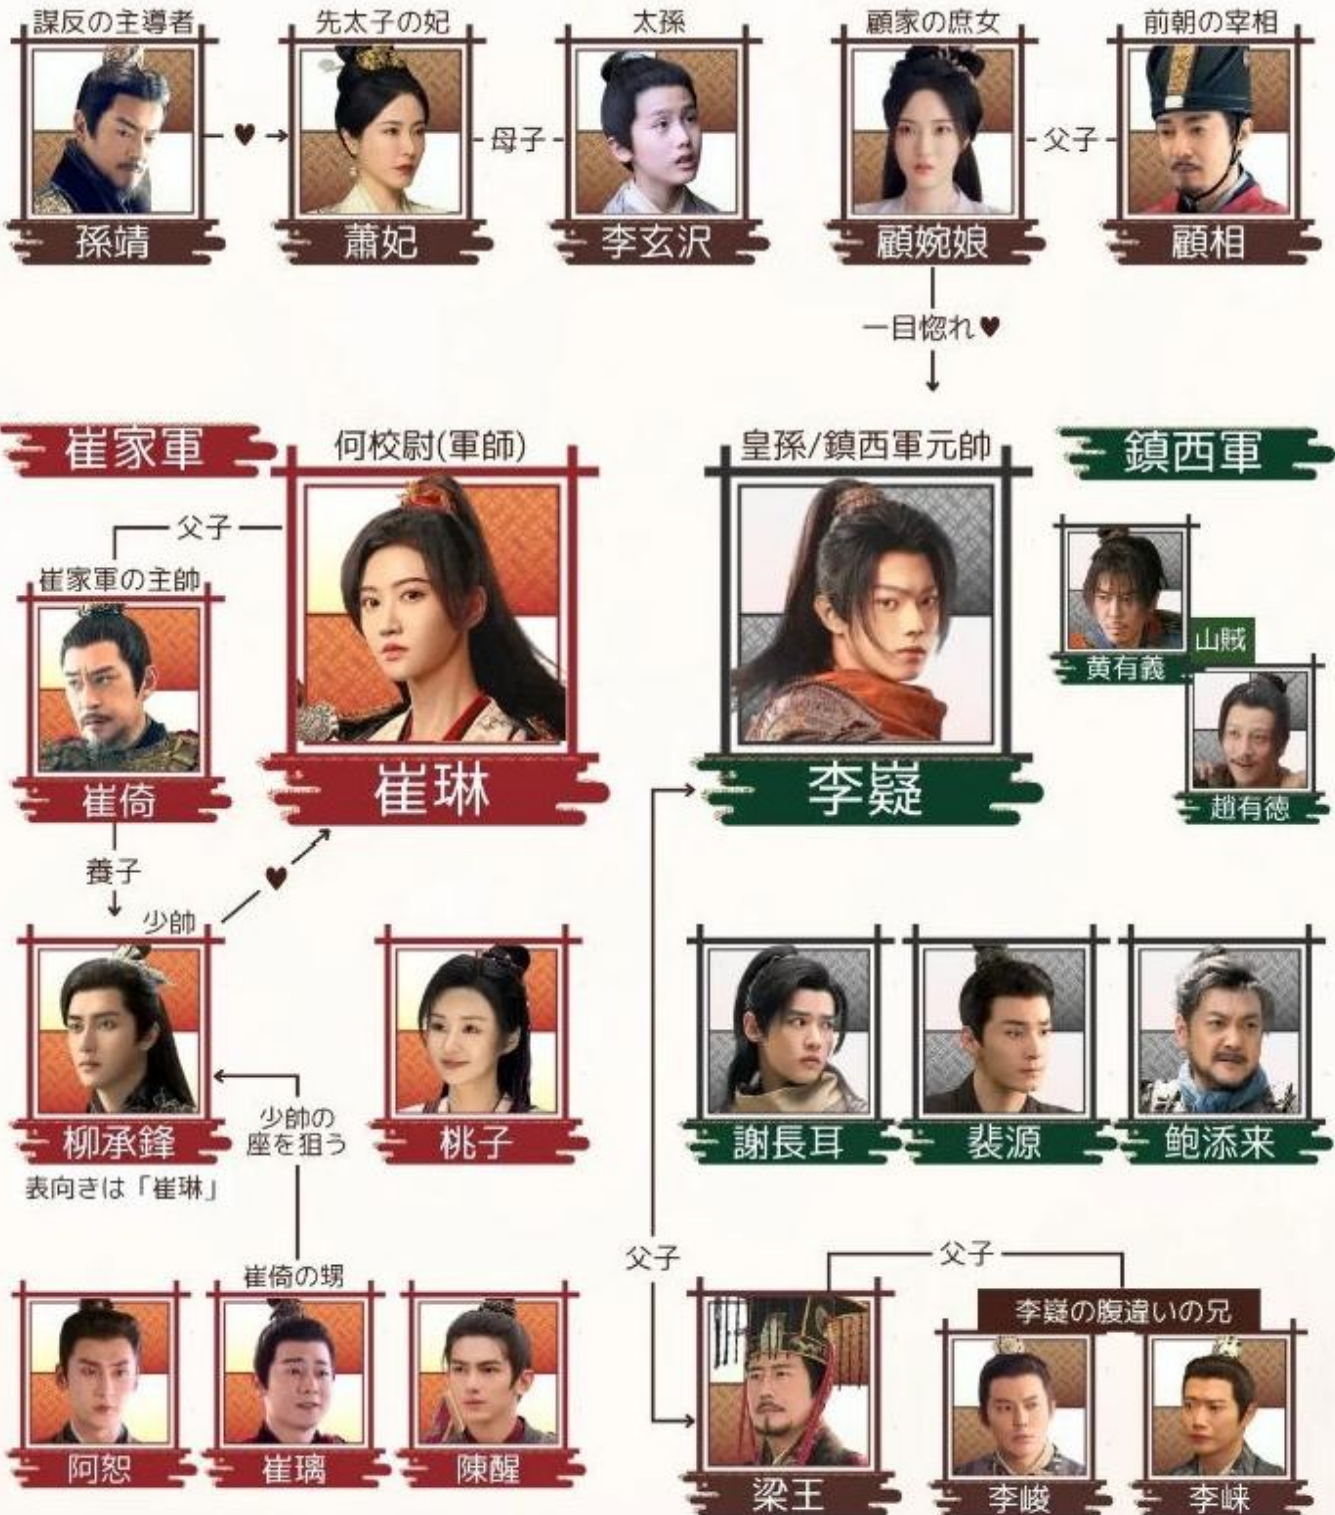 謀反の主導者
先太子の妃
太孫
顧家の庶女
前朝の宰相
母子
父子
孫靖
蕭妃
李玄沢
顧婉娘
顧相
一目惚れ
崔家軍
何校尉(軍師)
皇孫/鎮西軍元帥
鎮西軍
父子
崔家軍の主帥
山賊
黄有義
崔倚
崔琳
李嶷
趙有徳
養子
少帥
柳承鋒
少帥の
座を狙う
桃子
謝長耳
裴源
鲍添来
表向きは「崔琳」
父子
父子
崔倚の甥
李嶷の腹違いの兄
阿恕
崔璃
陳醒
梁王
李峻
李崃